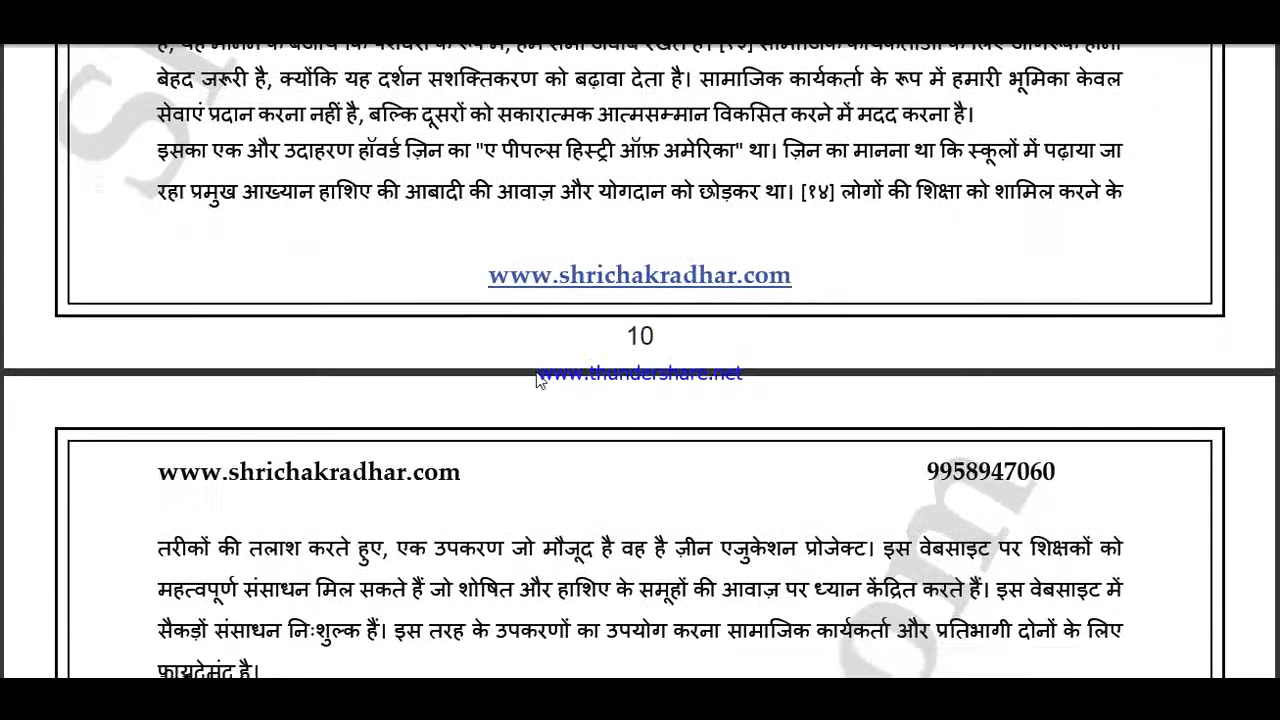 बेहद जरूरी है, क्योंकि यह दर्शन सशक्तिकरण को बढ़ावा देता है। सामाजिक कार्यकर्ता के रूप में हमारी भूमिका केवल
सेवाएं प्रदान करना नहीं है, बल्कि दूसरों को सकारात्मक आत्मसम्मान विकसित करने में मदद करना है।
इसका एक और उदाहरण हॉवर्ड ज़िन का "ए पीपल्स हिस्ट्री ऑफ़ अमेरिका" था। ज़िन का मानना था कि स्कूलों में पढ़ाया जा
रहा प्रमुख आख्यान हाशिए की आबादी की आवाज़ और योगदान को छोड़कर था। [१४] लोगों की शिक्षा को शामिल करने के
www.shrichakradhar.com
10
www.thundershare.net
www.shrichakradhar.com 9958947060
तरीकों की तलाश करते हुए, एक उपकरण जो मौजूद है वह है ज़ीन एजुकेशन प्रोजेक्ट। इस वेबसाइट पर शिक्षकों को
महत्वपूर्ण संसाधन मिल सकते हैं जो शोषित और हाशिए के समूहों की आवाज़ पर ध्यान केंद्रित करते हैं। इस वेबसाइट में
सैकड़ों संसाधन निःशुल्क हैं। इस तरह के उपकरणों का उपयोग करना सामाजिक कार्यकर्ता और प्रतिभागी दोनों के लिए
फ़ायदेमंद है।